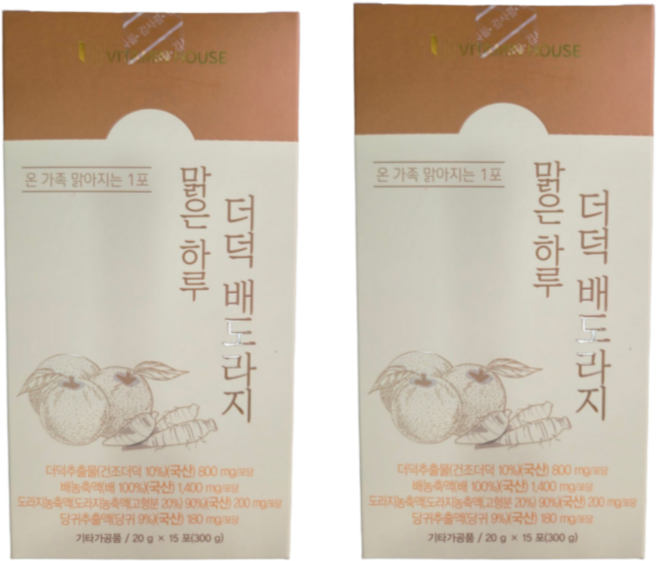 온 가족 맑아지는 1포
맑은 하루
더덕 배도라지
더덕추출물(건조더덕 10%)(국산) 800 mg/포당
배농축액(배 100%)(국산) 1,400 mg/포당
도라지농축액(도라지농축액(고형분 20%) 90%)(국산) 200 mg/포당
당귀추출액(당귀 9%)(국산) 180 mg/포당
기타가공품 / 20 g × 15 포(300 g)
온 가족 맑아지는 1포
맑은 하루
더덕 배도라지
더덕추출물(건조더덕 10%)(국산) 800 mg/포당
배농축액(배 100%)(국산) 1,400 mg/포당
도라지농축액(도라지농축액(고형분 20%) 90%)(국산) 200 mg/포당
당귀추출액(당귀 9%)(국산) 180 mg/포당
기타가공품 / 20 g × 15 포(300 g)